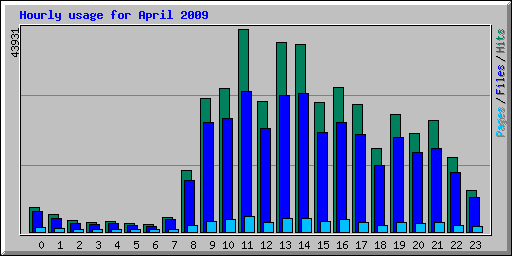 Hourly usage for April 2009
43931
Pages/Files/Hits
0 1 2 3 4 5 6 7 8 9 10 11 12 13 14 15 16 17 18 19 20 21 22 23